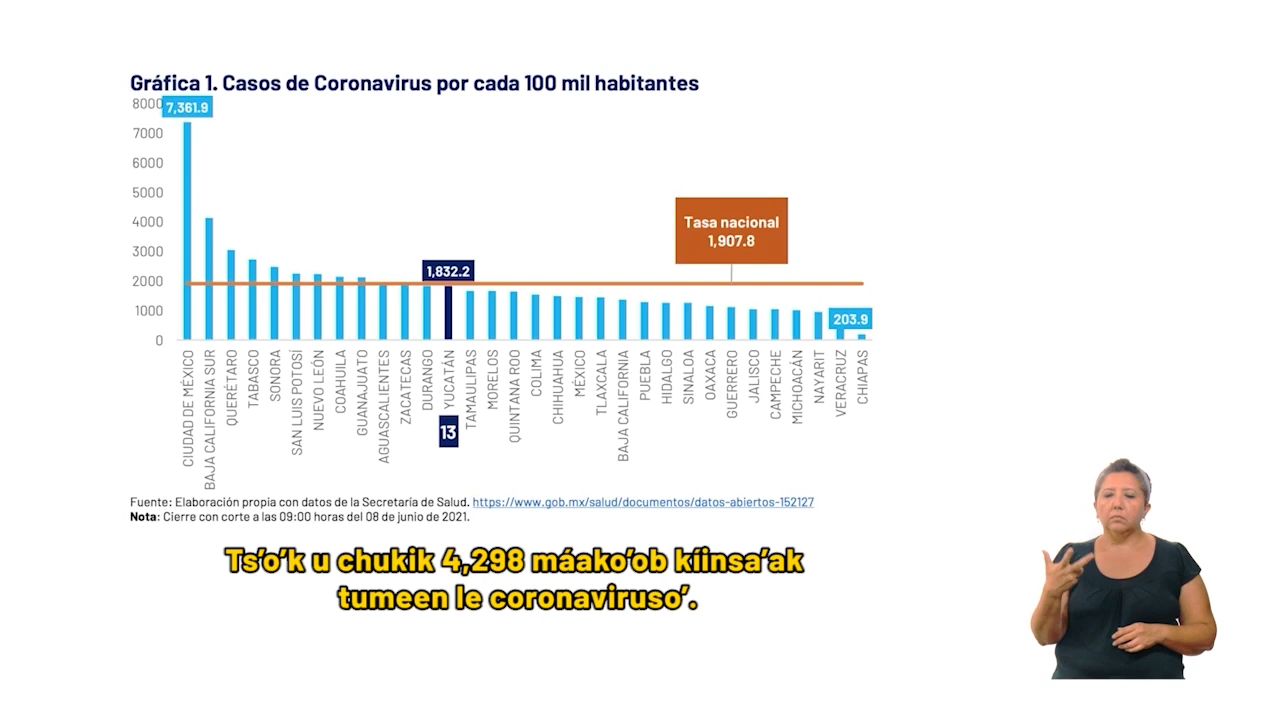 Gráfica 1. Casos de Coronavirus por cada 100 mil habitantes
8000
7,361.9
7000
6000
5000
4000
3000
2000
1000
0
Tasa nacional
1,907.8
1,832.2
203.9
CIUDAD DE MÉXICO
BAJA CALIFORNIA SUR
QUERÉTARO
TABASCO
SONORA
SAN LUIS POTOSÍ
NUEVO LEÓN
COAHUILA
GUANAJUATO
AGUASCALIENTES
ZACATECAS
DURANGO
YUCATÁN
TAMAULIPAS
MORELOS
QUINTANA ROO
COLIMA
CHIHUAHUA
MÉXICO
TLAXCALA
BAJA CALIFORNIA
PUEBLA
HIDALGO
SINALOA
OAXACA
GUERRERO
JALISCO
CAMPECHE
MICHOACÁN
NAYARIT
VERACRUZ
CHIAPAS
13
Fuente: Elaboración propia con datos de la Secretaría de Salud. https://www.gob.mx/salud/documentos/datos-abiertos-152127
Nota: Cierre con corte a las 09:00 horas del 08 de junio de 2021.
Ts'o'k u chukik 4,298 máako'ob kíinsa'ak
tumeen le coronaviruso'.